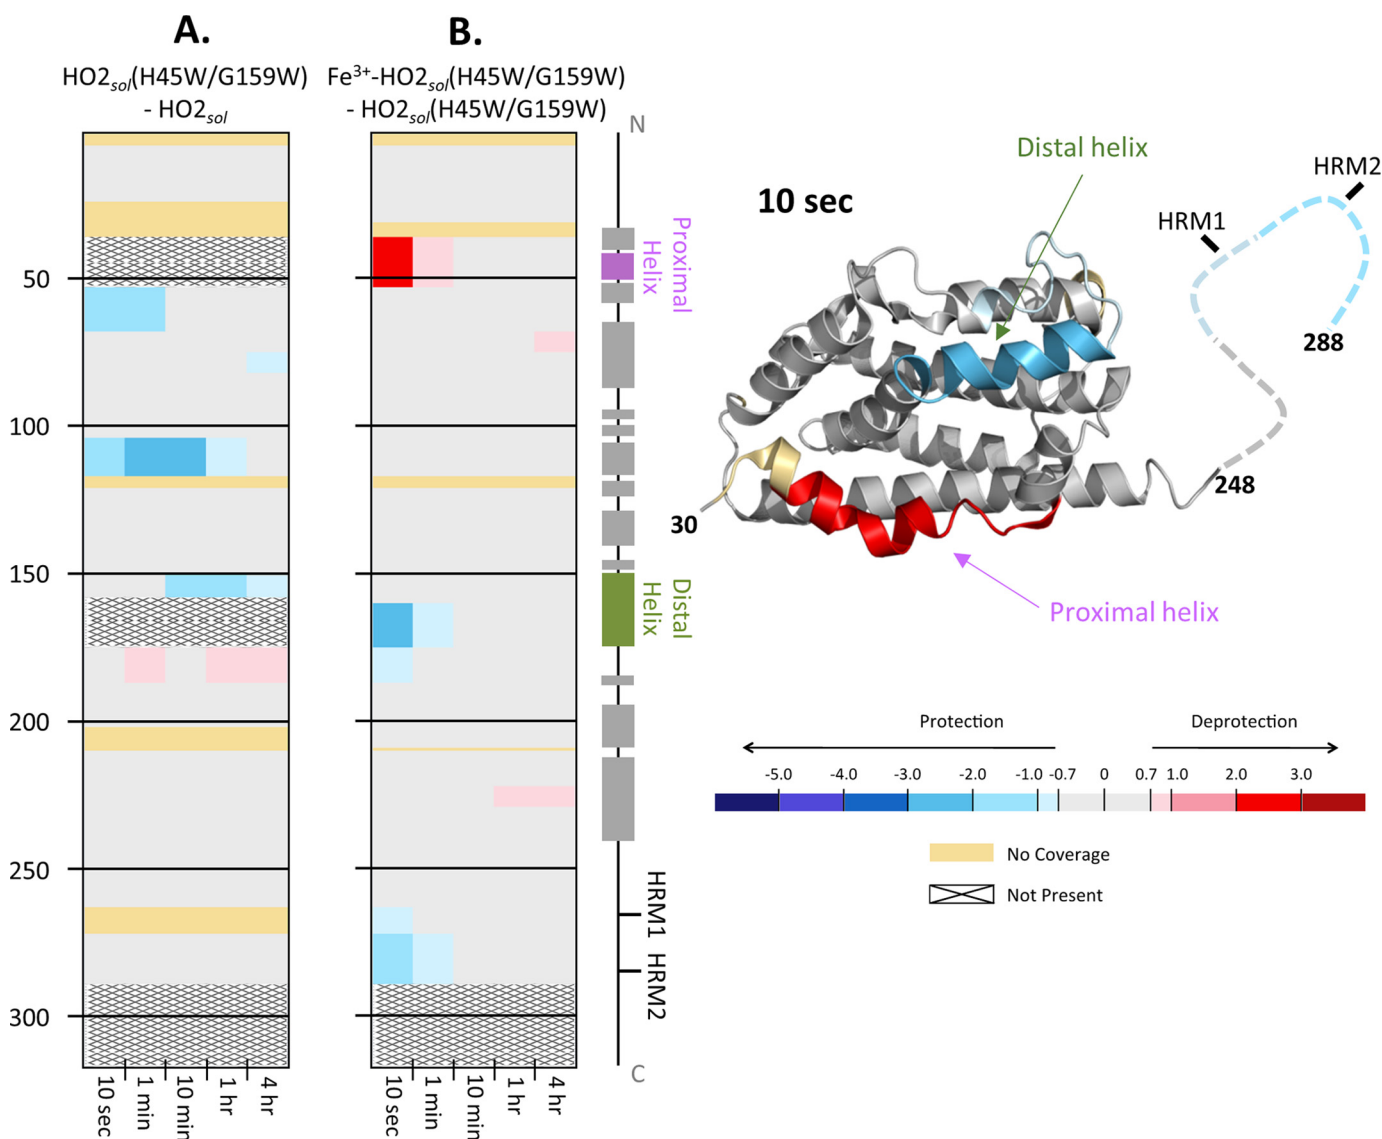 A.
HO2sol(H45W/G159W)
- HO2sol
B.
Fe3+-HO2sol(H45W/G159W)
- HO2sol(H45W/G159W)
50
100
150
200
250
300
10 sec
1 min
10 min
1 hr
4 hr
10 sec
1 min
10 min
1 hr
4 hr
N
Proximal
Helix
Distal
Helix
HRM1
HRM2
C
10 sec
Distal helix
HRM1
HRM2
288
248
30
Proximal helix
Protection
Deprotection
-5.0 -4.0 -3.0 -2.0 -1.0 -0.7 0 0.7 1.0 2.0 3.0
No Coverage
Not Present